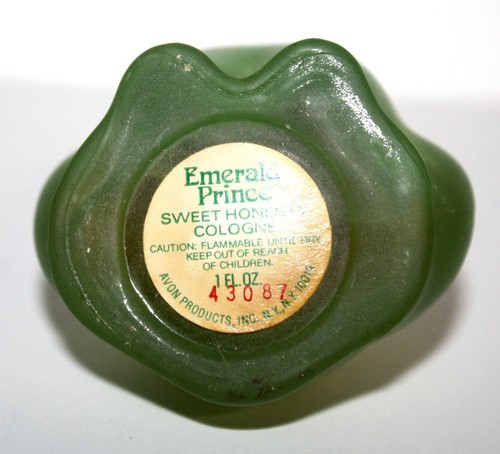 Emerald
Prince
SWEET HONESTY
COLOGNE
CAUTION: FLAMMABLE UNTIL DRY
KEEP OUT OF REACH
OF CHILDREN.
1 FL. OZ.
43087
AVON PRODUCTS, INC. N.Y., N.Y. 10019